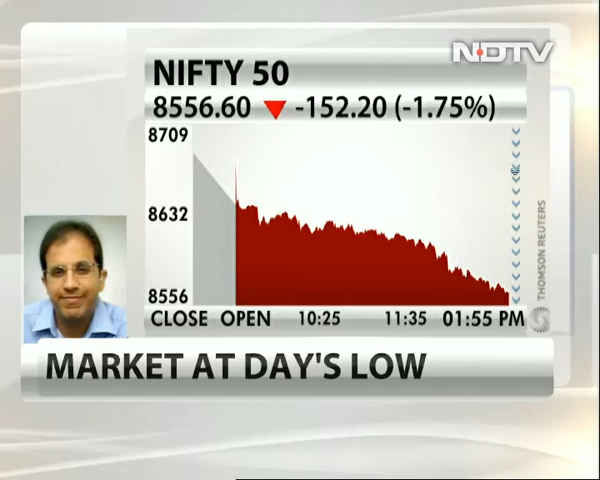 NDTV
NIFTY 50
8556.60 ▼ -152.20 (-1.75%)
8709
8632
8556
CLOSE OPEN 10:25 11:35 01:55 PM
THOMSON REUTERS
MARKET AT DAY'S LOW